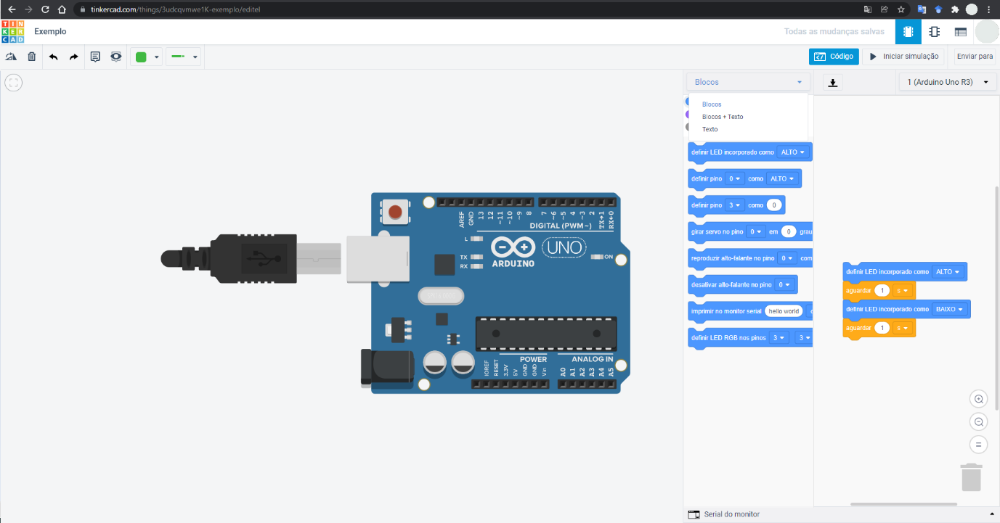 tinkercad.com/things/3udcqvmwe1K-exemplo/editel
TIN
KER
CAD
Exemplo
Todas as mudanças salvas
Código
Iniciar simulação
Enviar para
Blocos
1 (Arduino Uno R3)
Blocos
Blocos + Texto
Texto
definir LED incorporado como ALTO
definir pino 0 como ALTO
definir pino 3 como 0
girar servo no pino 0 em 0 grau
reproduzir alto-falante no pino 0 com
desativar alto-falante no pino 0
imprimir no monitor serial hello world
definir LED RGB nos pinos 3 3
definir LED incorporado como ALTO
aguardar 1 s
definir LED incorporado como BAIXO
aguardar 1 s
AREF
GND
13
12
~11
~10
~9
8
7
~6
~5
4
~3
2
TX→1
RX←0
DIGITAL (PWM~)
L
TX
RX
ARDUINO
UNO
ON
POWER
ANALOG IN
IOREF
RESET
3.3V
5V
GND
GND
Vin
A0
A1
A2
A3
A4
A5
Serial do monitor